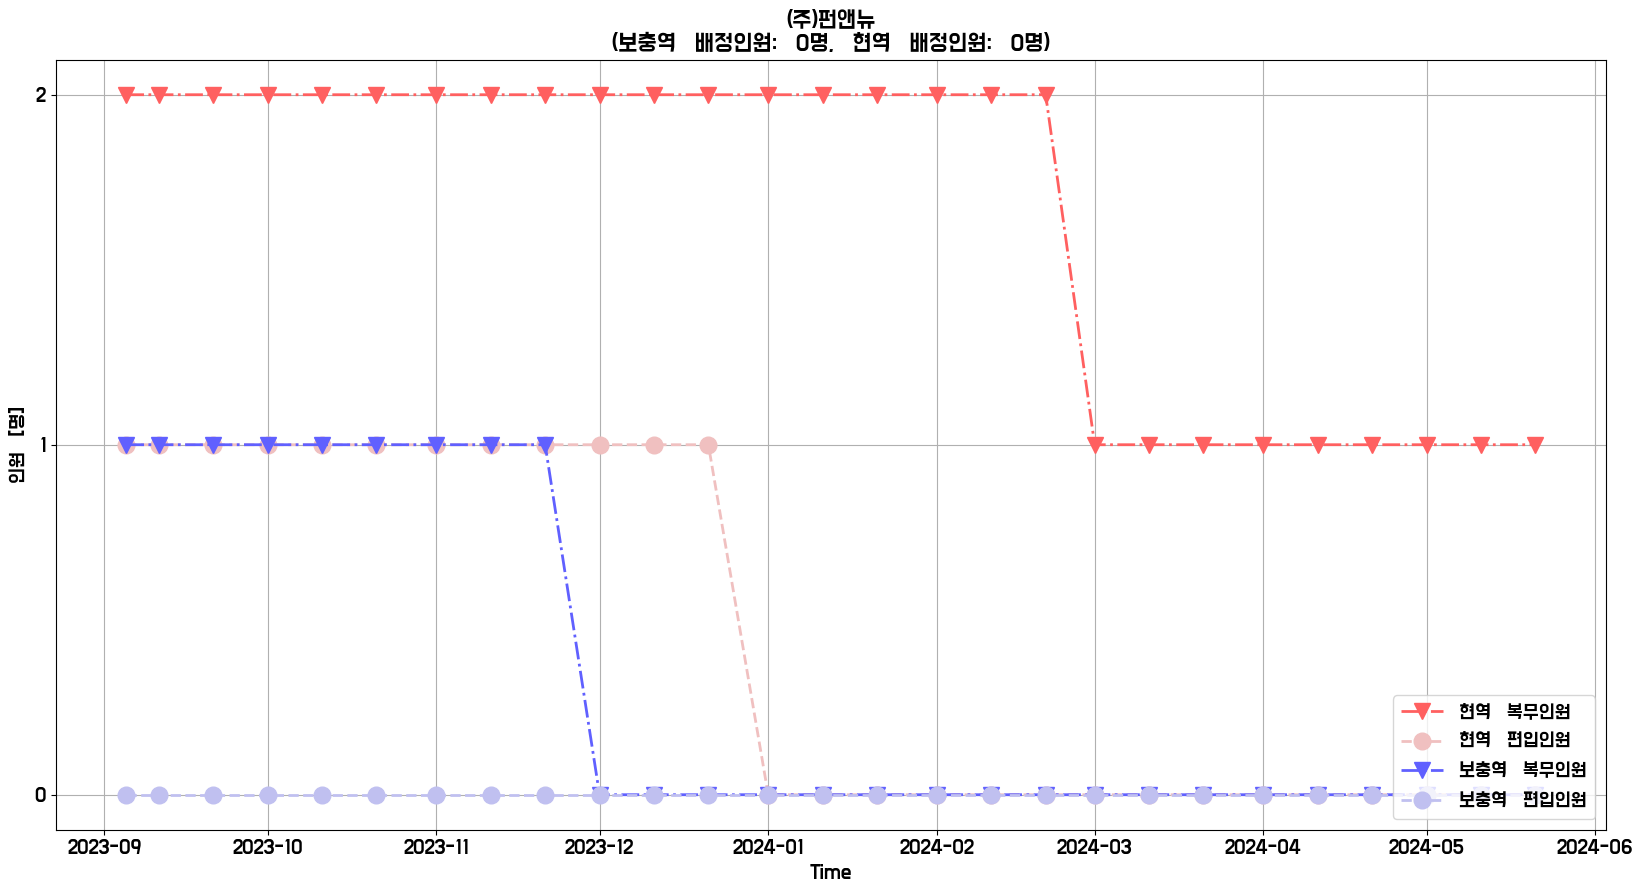 (주)펀앤뉴
(보충역 배정인원: 0명, 현역 배정인원: 0명)
2
1
0
인원 [명]
현역 복무인원
현역 편입인원
보충역 복무인원
보충역 편입인원
2023-09 2023-10 2023-11 2023-12 2024-01 2024-02 2024-03 2024-04 2024-05 2024-06
Time